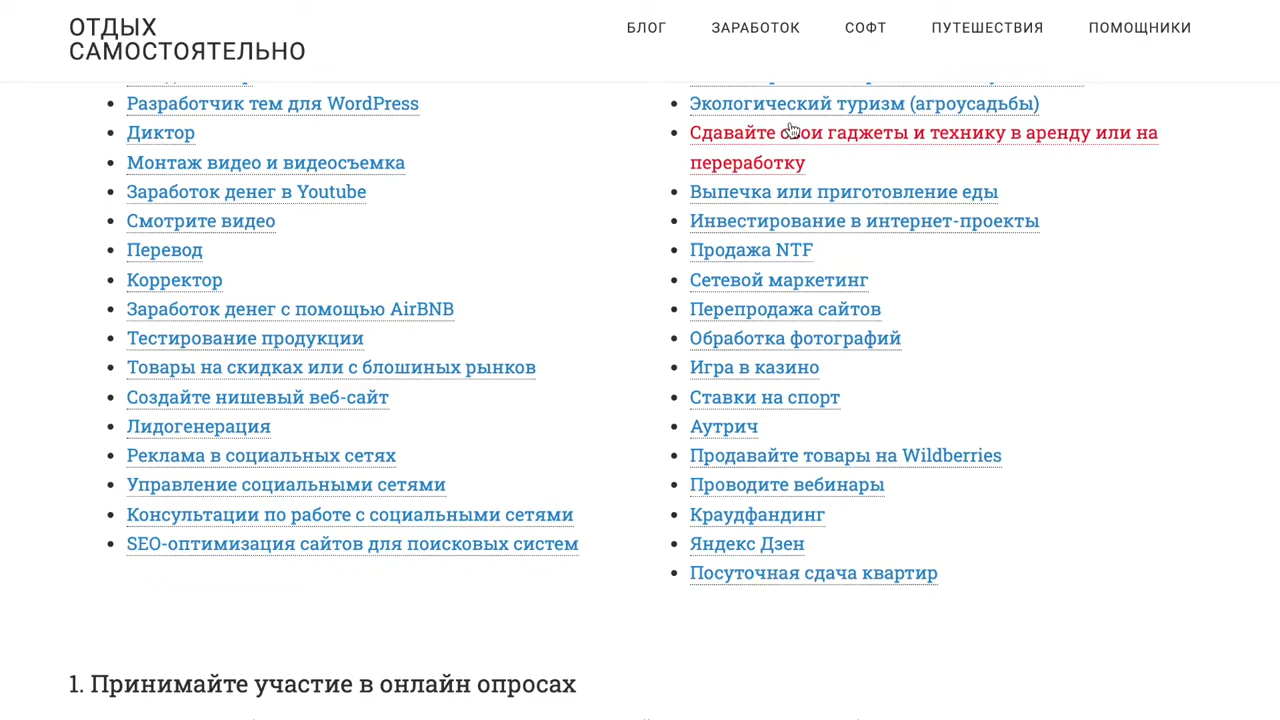 ОТДЫХ
САМОСТОЯТЕЛЬНО
БЛОГ ЗАРАБОТОК СОФТ ПУТЕШЕСТВИЯ ПОМОЩНИКИ
Разработчик тем для WordPress
Диктор
Монтаж видео и видеосъемка
Заработок денег в Youtube
Смотрите видео
Перевод
Корректор
Заработок денег с помощью AirBNB
Тестирование продукции
Товары на скидках или с блошиных рынков
Создайте нишевый веб-сайт
Лидогенерация
Реклама в социальных сетях
Управление социальными сетями
Консультации по работе с социальными сетями
SEO-оптимизация сайтов для поисковых систем
Экологический туризм (агроусадьбы)
Сдавайте свои гаджеты и технику в аренду или на
переработку
Выпечка или приготовление еды
Инвестирование в интернет-проекты
Продажа NTF
Сетевой маркетинг
Перепродажа сайтов
Обработка фотографий
Игра в казино
Ставки на спорт
Аутрич
Продавайте товары на Wildberries
Проводите вебинары
Краудфандинг
Яндекс Дзен
Посуточная сдача квартир
1. Принимайте участие в онлайн опросах